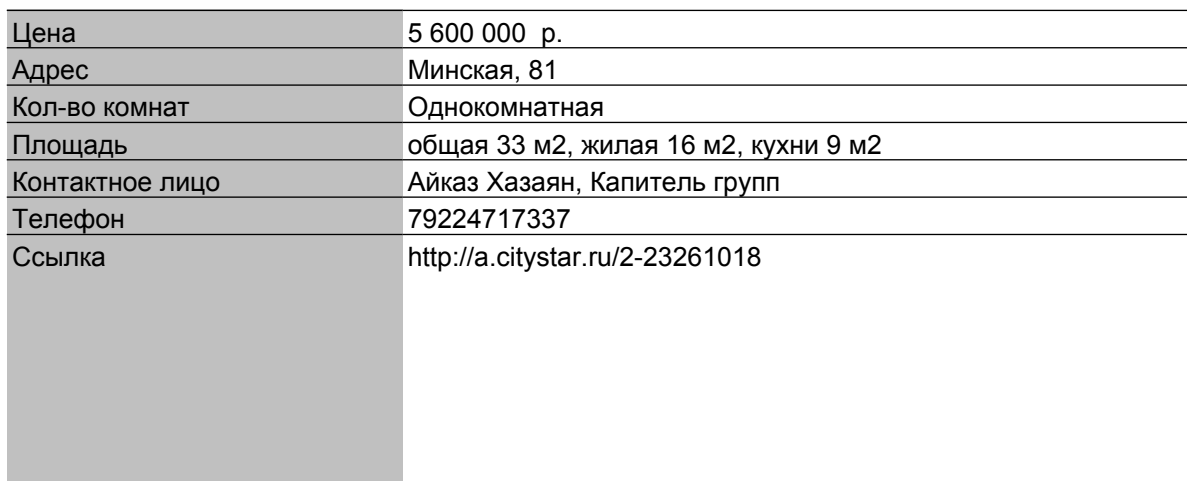 Цена 5 600 000 р.
Адрес Минская, 81
Кол-во комнат Однокомнатная
Площадь общая 33 м2, жилая 16 м2, кухни 9 м2
Контактное лицо Айказ Хазаян, Капитель групп
Телефон 79224717337
Ссылка http://a.citystar.ru/2-23261018